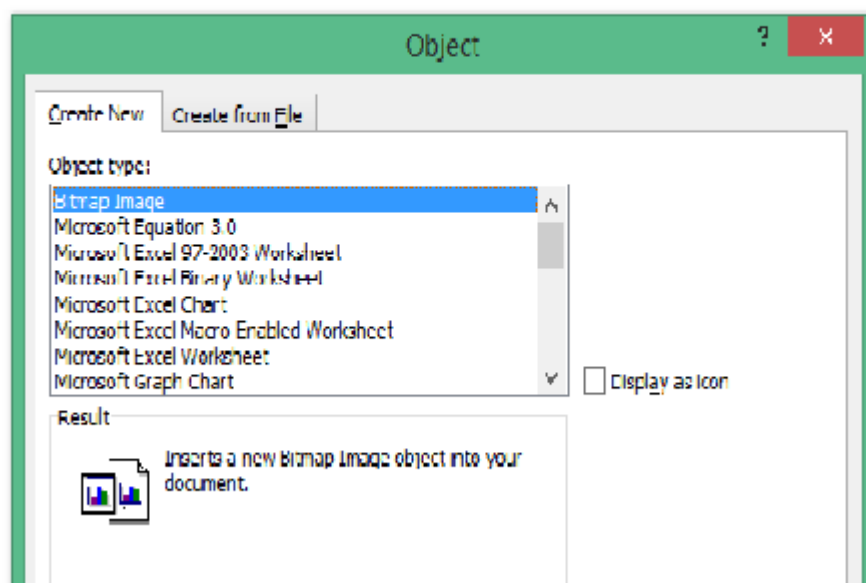 Object
?
Create New
Create from File
Object type:
Bitmap Image
Microsoft Equation 3.0
Microsoft Excel 97-2003 Worksheet
Microsoft Excel Binary Worksheet
Microsoft Excel Chart
Microsoft Excel Macro Enabled Worksheet
Microsoft Excel Worksheet
Microsoft Graph Chart
Display as icon
Result
Inserts a new Bitmap Image object into your
document.